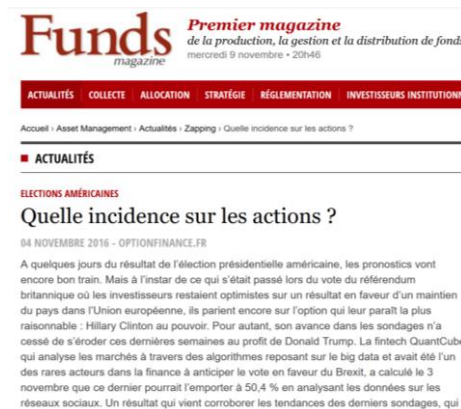 Funds
magazine
Premier magazine
de la production, la gestion et la distribution de fonds
mercredi 9 novembre • 20h46
ACTUALITÉS COLLECTE ALLOCATION STRATÉGIE RÉGLEMENTATION INVESTISSEURS INSTITUTIONN
Accueil › Asset Management › Actualités › Zapping › Quelle incidence sur les actions ?
ACTUALITÉS
ELECTIONS AMÉRICAINES
Quelle incidence sur les actions ?
04 NOVEMBRE 2016 - OPTIONFINANCE.FR
A quelques jours du résultat de l'élection présidentielle américaine, les pronostics vont
encore bon train. Mais à l'instar de ce qui s'était passé lors du vote du référendum
britannique où les investisseurs restaient optimistes sur un résultat en faveur d'un maintien
du pays dans l'Union européenne, ils parient encore sur l'option qui leur paraît la plus
raisonnable : Hillary Clinton au pouvoir. Pour autant, son avance dans les sondages n'a
cessé de s'éroder ces dernières semaines au profit de Donald Trump. La fintech QuantCube
qui analyse les marchés à travers des algorithmes reposant sur le big data et avait été l'un
des rares acteurs dans la finance à anticiper le vote en faveur du Brexit, a calculé le 3
novembre que ce dernier pourrait l'emporter à 50,4 % en analysant les données sur les
réseaux sociaux. Un résultat qui vient corroborer les tendances des derniers sondages, qui